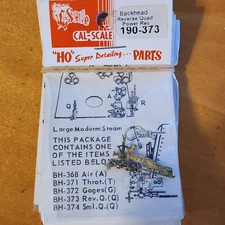 Backhead
Reverse Quad
Power Rev
190-373
CAL-SCALE
"HO" Super Detailing... PARTS
Large Modern Steam
THIS PACKAGE
CONTAINS ONE
OF THE ITEMS
LISTED BELOW
BH-368 Air (A)
BH-371 Throt.(T)
BH-372 Gages(G)
BH-373 Rev.Q.(Q)
BH-374 Sml.Q.(Q)